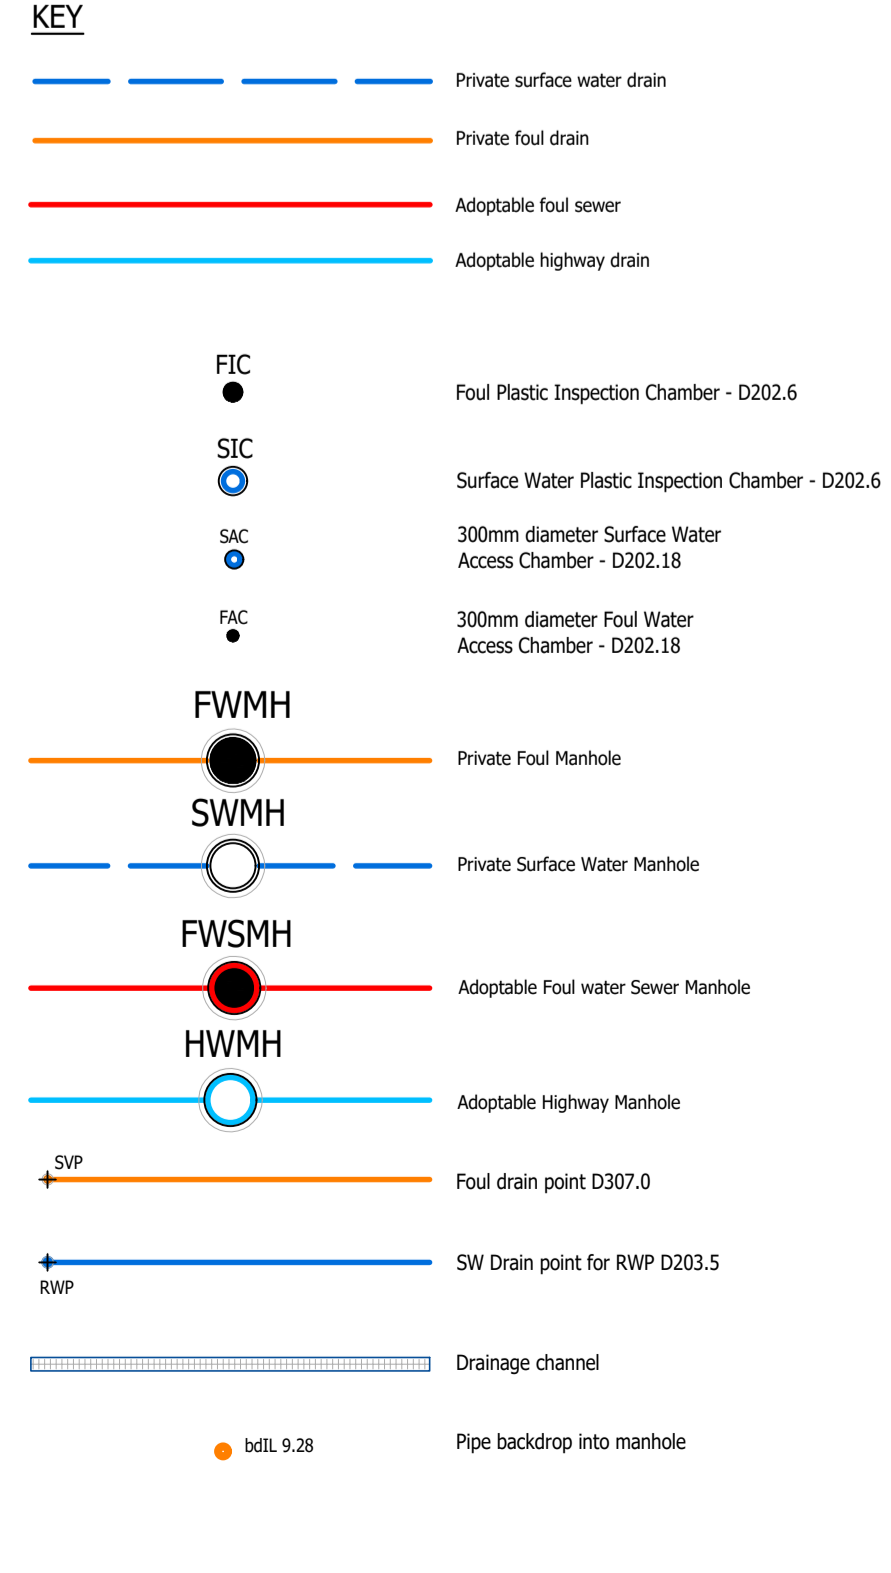 KEY
Private surface water drain
Private foul drain
Adoptable foul sewer
Adoptable highway drain
FIC
Foul Plastic Inspection Chamber - D202.6
SIC
Surface Water Plastic Inspection Chamber - D202.6
SAC
300mm diameter Surface Water
Access Chamber - D202.18
FAC
300mm diameter Foul Water
Access Chamber - D202.18
FWMH
Private Foul Manhole
SWMH
Private Surface Water Manhole
FWSMH
Adoptable Foul water Sewer Manhole
HWMH
Adoptable Highway Manhole
SVP
Foul drain point D307.0
SW Drain point for RWP D203.5
RWP
Drainage channel
bdIL 9.28
Pipe backdrop into manhole